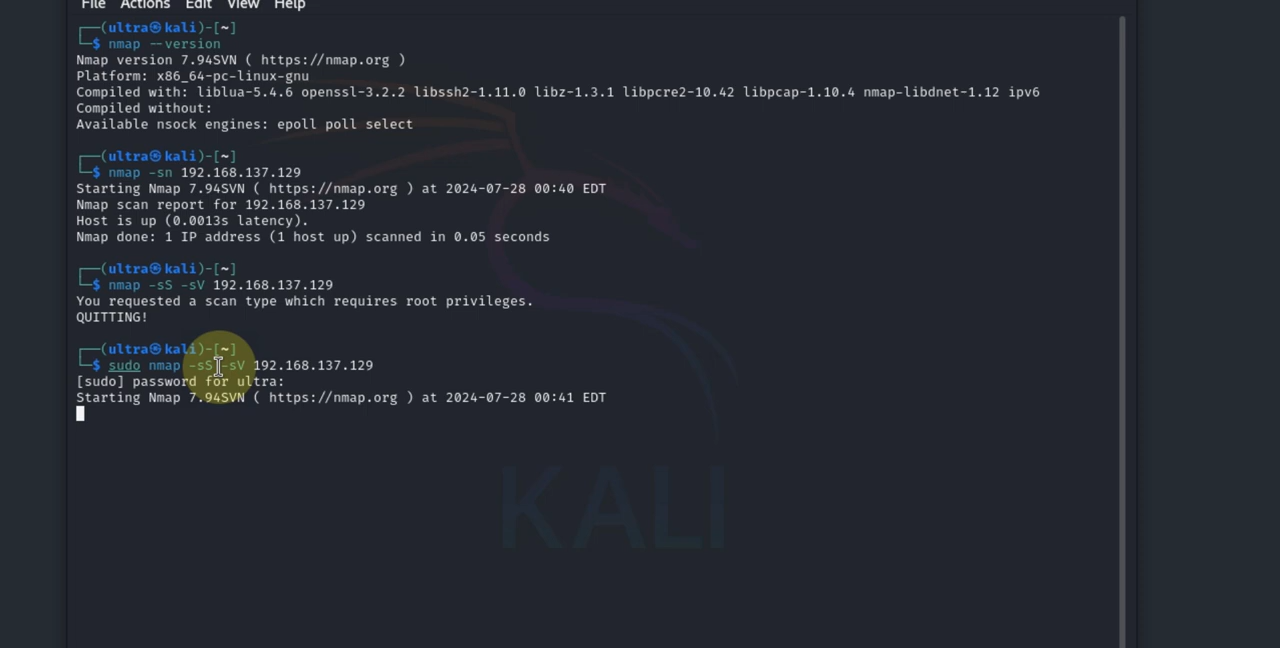 File Actions Edit View Help
┌──(ultra㉿kali)-[~]
└─$ nmap --version
Nmap version 7.94SVN ( https://nmap.org )
Platform: x86_64-pc-linux-gnu
Compiled with: liblua-5.4.6 openssl-3.2.2 libssh2-1.11.0 libz-1.3.1 libpcre2-10.42 libpcap-1.10.4 nmap-libdnet-1.12 ipv6
Compiled without:
Available nsock engines: epoll poll select
┌──(ultra㉿kali)-[~]
└─$ nmap -sn 192.168.137.129
Starting Nmap 7.94SVN ( https://nmap.org ) at 2024-07-28 00:40 EDT
Nmap scan report for 192.168.137.129
Host is up (0.0013s latency).
Nmap done: 1 IP address (1 host up) scanned in 0.05 seconds
┌──(ultra㉿kali)-[~]
└─$ nmap -sS -sV 192.168.137.129
You requested a scan type which requires root privileges.
QUITTING!
┌──(ultra㉿kali)-[~]
└─$ sudo nmap -sS -sV 192.168.137.129
[sudo] password for ultra:
Starting Nmap 7.94SVN ( https://nmap.org ) at 2024-07-28 00:41 EDT
KALI